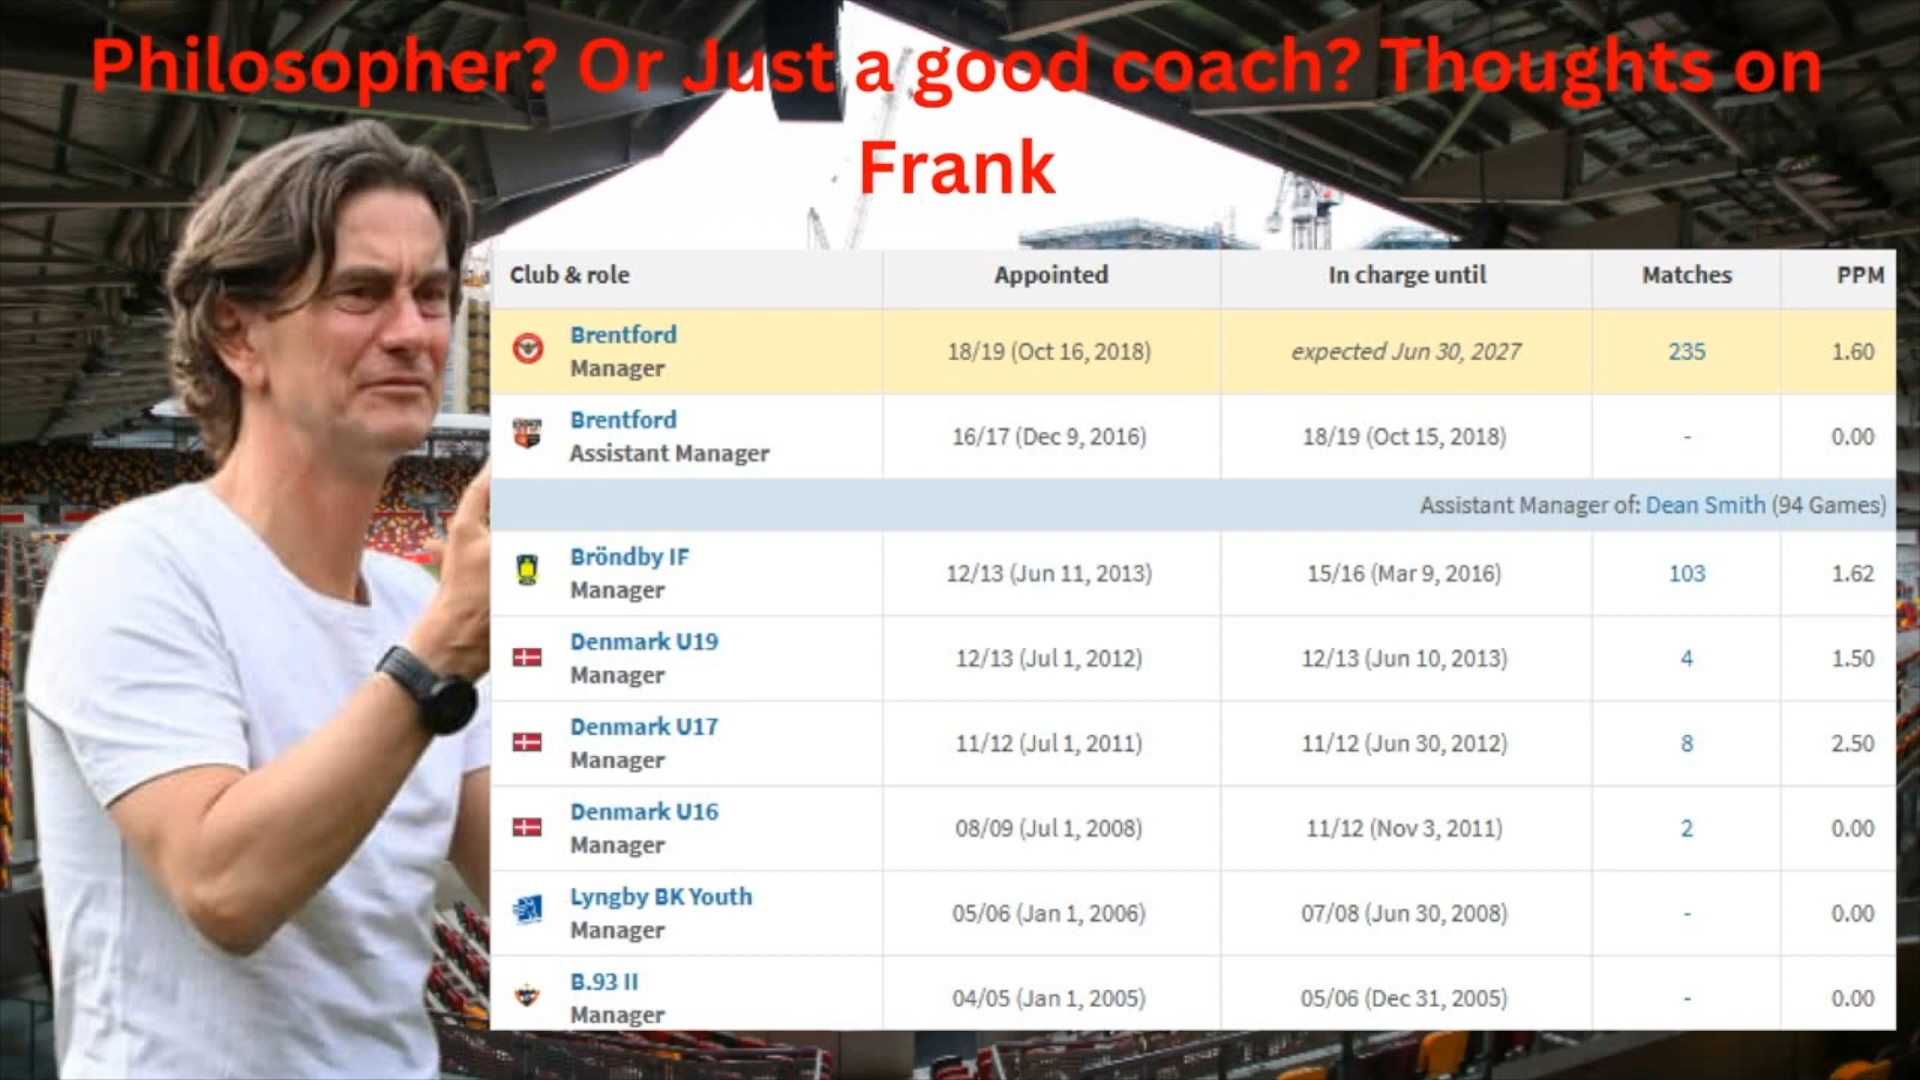 Philosopher? Or Just a good coach? Thoughts on
Frank
Club & role Appointed In charge until Matches PPM
Brentford
Manager 18/19 (Oct 16, 2018) expected Jun 30, 2027 235 1.60
Brentford
Assistant Manager 16/17 (Dec 9, 2016) 18/19 (Oct 15, 2018) - 0.00
Assistant Manager of: Dean Smith (94 Games)
Bröndby IF
Manager 12/13 (Jun 11, 2013) 15/16 (Mar 9, 2016) 103 1.62
Denmark U19
Manager 12/13 (Jul 1, 2012) 12/13 (Jun 10, 2013) 4 1.50
Denmark U17
Manager 11/12 (Jul 1, 2011) 11/12 (Jun 30, 2012) 8 2.50
Denmark U16
Manager 08/09 (Jul 1, 2008) 11/12 (Nov 3, 2011) 2 0.00
Lyngby BK Youth
Manager 05/06 (Jan 1, 2006) 07/08 (Jun 30, 2008) - 0.00
B.93 II
Manager 04/05 (Jan 1, 2005) 05/06 (Dec 31, 2005) - 0.00